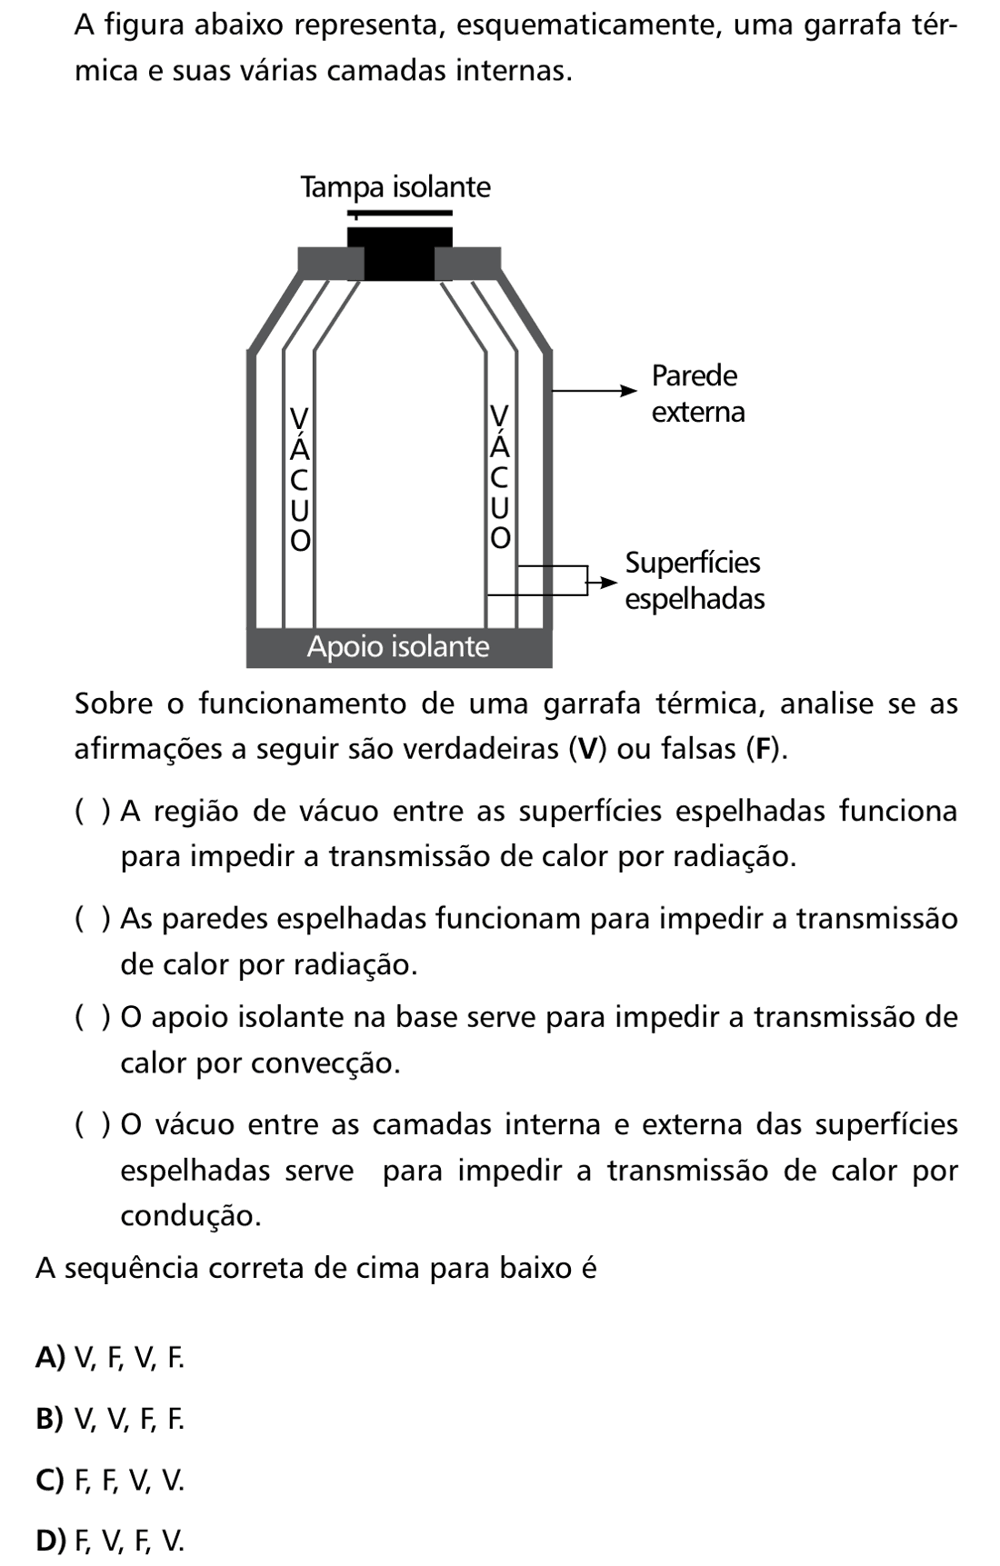 A figura abaixo representa, esquematicamente, uma garrafa tér-
mica e suas várias camadas internas.
Tampa isolante
VÁCUO
VÁCUO
Parede
externa
Superfícies
espelhadas
Apoio isolante
Sobre o funcionamento de uma garrafa térmica, analise se as
afirmações a seguir são verdadeiras (V) ou falsas (F).
( ) A região de vácuo entre as superfícies espelhadas funciona
para impedir a transmissão de calor por radiação.
( ) As paredes espelhadas funcionam para impedir a transmissão
de calor por radiação.
( ) O apoio isolante na base serve para impedir a transmissão de
calor por convecção.
( ) O vácuo entre as camadas interna e externa das superfícies
espelhadas serve para impedir a transmissão de calor por
condução.
A sequência correta de cima para baixo é
A) V, F, V, F.
B) V, V, F, F.
C) F, F, V, V.
D) F, V, F, V.